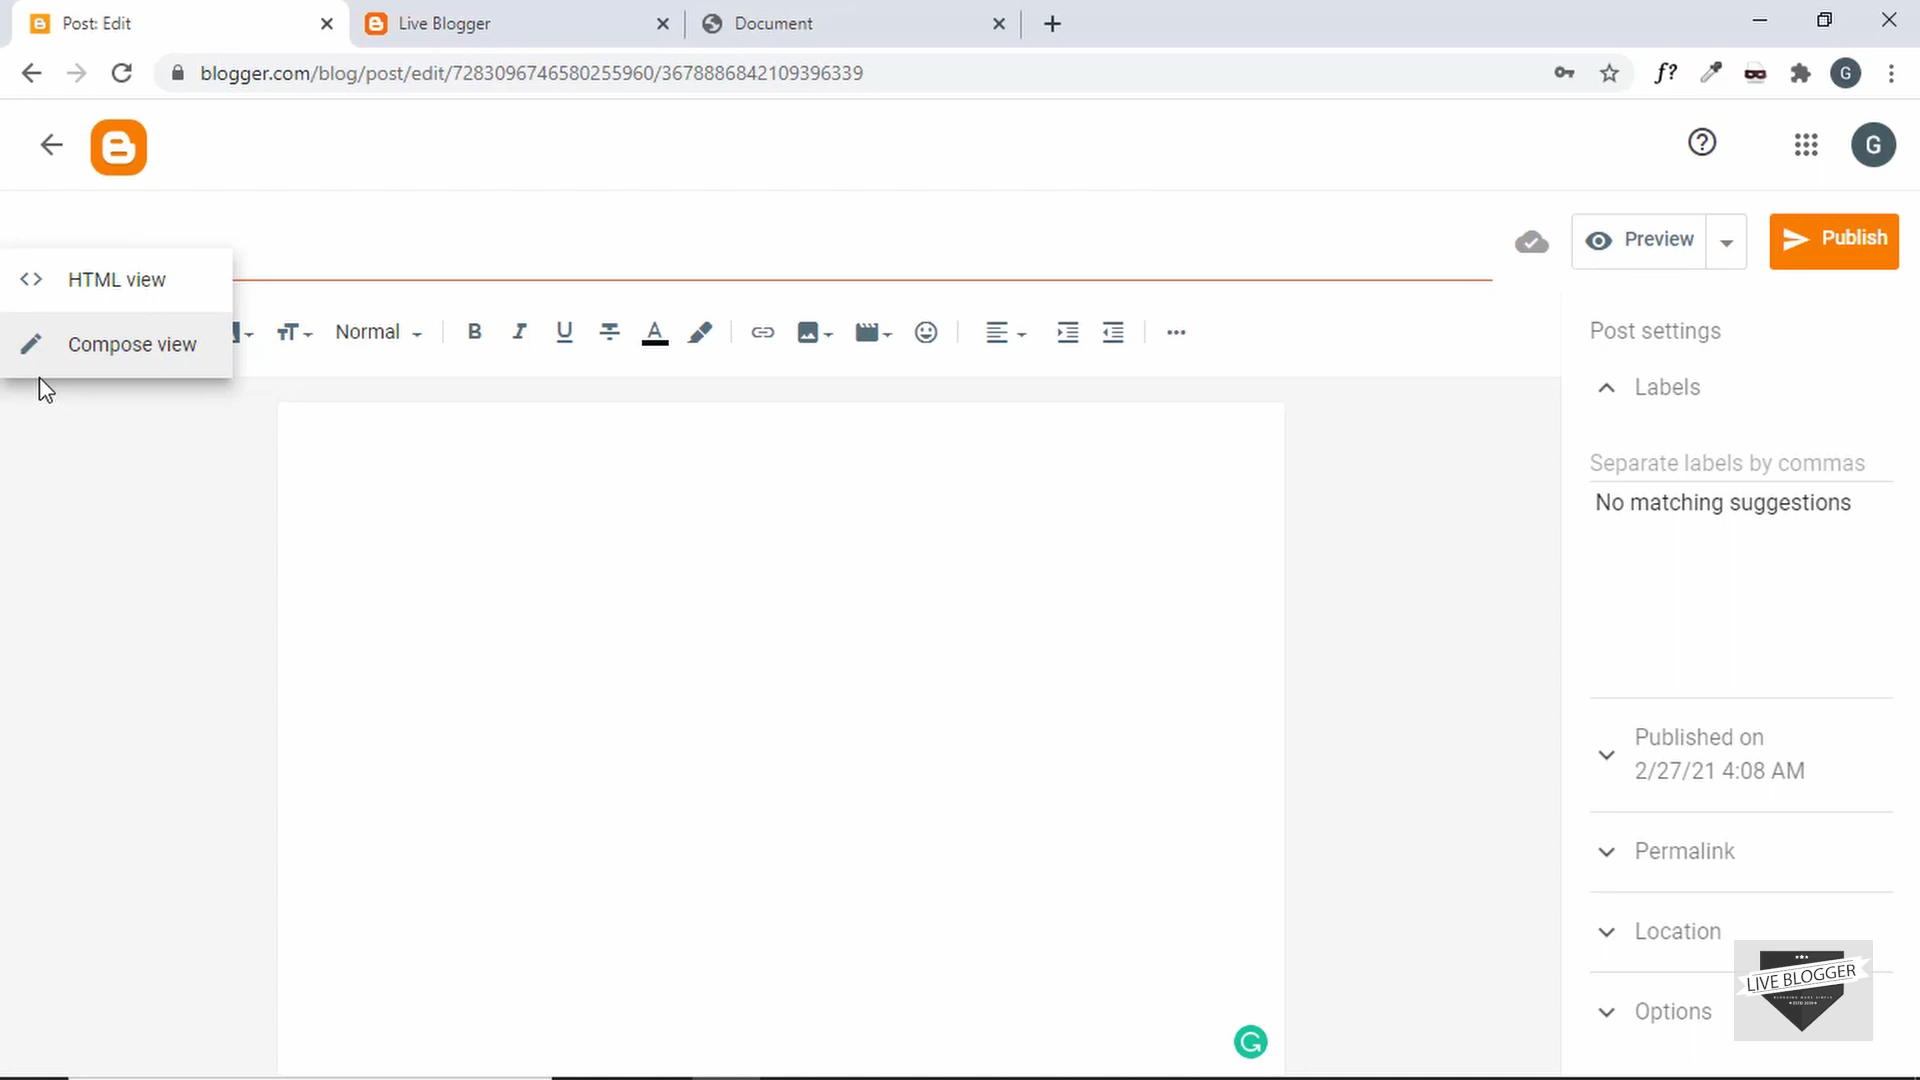 Post: Edit
Live Blogger
Document
blogger.com/blog/post/edit/7283096746580255960/3678886842109396339
f?
G
G
Preview
Publish
HTML view
Compose view
Normal
B
I
U
A
Post settings
Labels
Separate labels by commas
No matching suggestions
Published on
2/27/21 4:08 AM
Permalink
Location
Options
LIVE BLOGGER